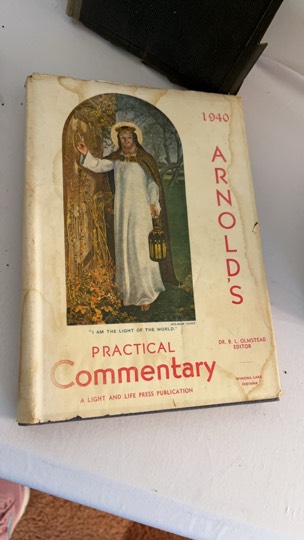 1940
ARNOLD'S
"I AM THE LIGHT OF THE WORLD."
PRACTICAL
Commentary
A LIGHT AND LIFE PRESS PUBLICATION
DR. B. L. OLMSTEAD
EDITOR
WINONA LAKE
INDIANA